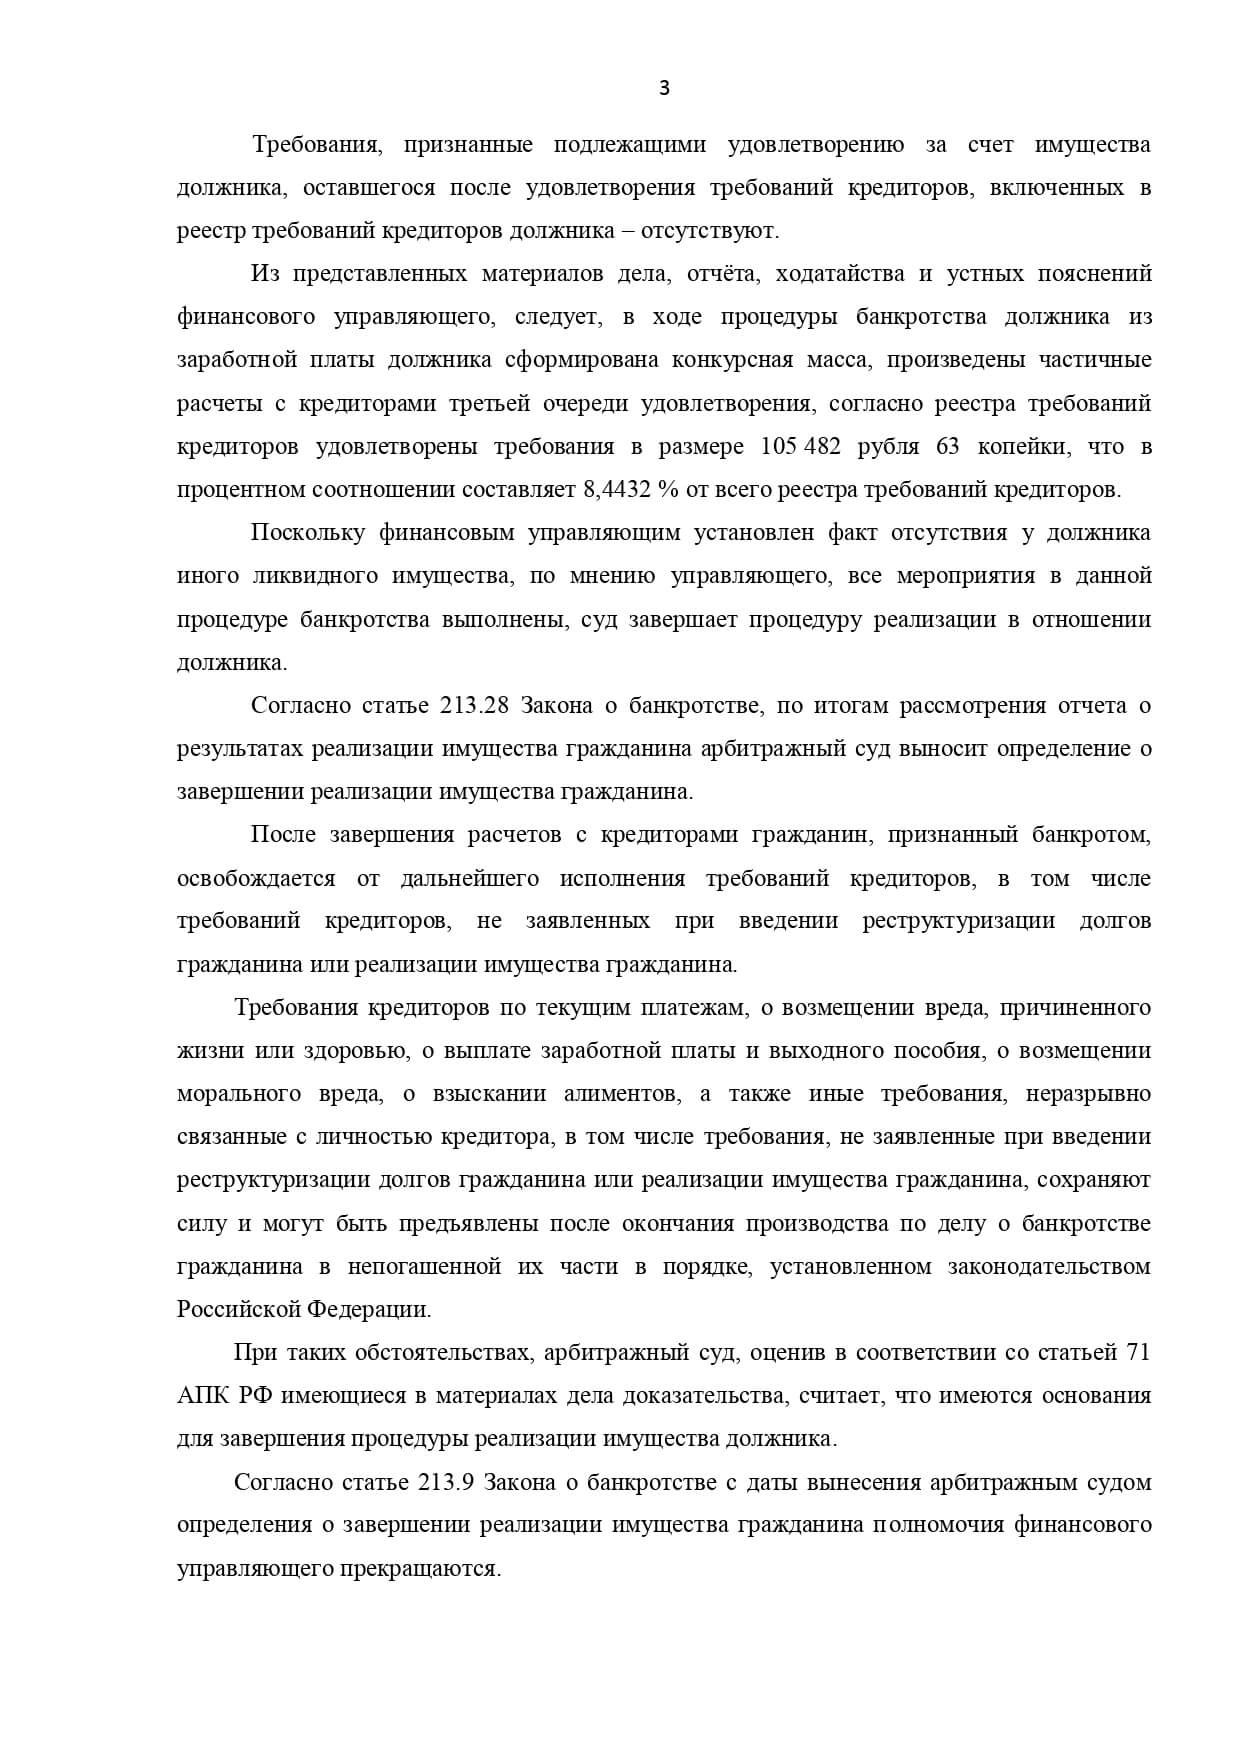 3
Требования, признанные подлежащими удовлетворению за счет имущества
должника, оставшегося после удовлетворения требований кредиторов, включенных в
реестр требований кредиторов должника – отсутствуют.
Из представленных материалов дела, отчёта, ходатайства и устных пояснений
финансового управляющего, следует, в ходе процедуры банкротства должника из
заработной платы должника сформирована конкурсная масса, произведены частичные
расчеты с кредиторами третьей очереди удовлетворения, согласно реестра требований
кредиторов удовлетворены требования в размере 105 482 рубля 63 копейки, что в
процентном соотношении составляет 8,4432 % от всего реестра требований кредиторов.
Поскольку финансовым управляющим установлен факт отсутствия у должника
иного ликвидного имущества, по мнению управляющего, все мероприятия в данной
процедуре банкротства выполнены, суд завершает процедуру реализации в отношении
должника.
Согласно статье 213.28 Закона о банкротстве, по итогам рассмотрения отчета о
результатах реализации имущества гражданина арбитражный суд выносит определение о
завершении реализации имущества гражданина.
После завершения расчетов с кредиторами гражданин, признанный банкротом,
освобождается от дальнейшего исполнения требований кредиторов, в том числе
требований кредиторов, не заявленных при введении реструктуризации долгов
гражданина или реализации имущества гражданина.
Требования кредиторов по текущим платежам, о возмещении вреда, причиненного
жизни или здоровью, о выплате заработной платы и выходного пособия, о возмещении
морального вреда, о взыскании алиментов, а также иные требования, неразрывно
связанные с личностью кредитора, в том числе требования, не заявленные при введении
реструктуризации долгов гражданина или реализации имущества гражданина, сохраняют
силу и могут быть предъявлены после окончания производства по делу о банкротстве
гражданина в непогашенной их части в порядке, установленном законодательством
Российской Федерации.
При таких обстоятельствах, арбитражный суд, оценив в соответствии со статьей 71
АПК РФ имеющиеся в материалах дела доказательства, считает, что имеются основания
для завершения процедуры реализации имущества должника.
Согласно статье 213.9 Закона о банкротстве с даты вынесения арбитражным судом
определения о завершении реализации имущества гражданина полномочия финансового
управляющего прекращаются.